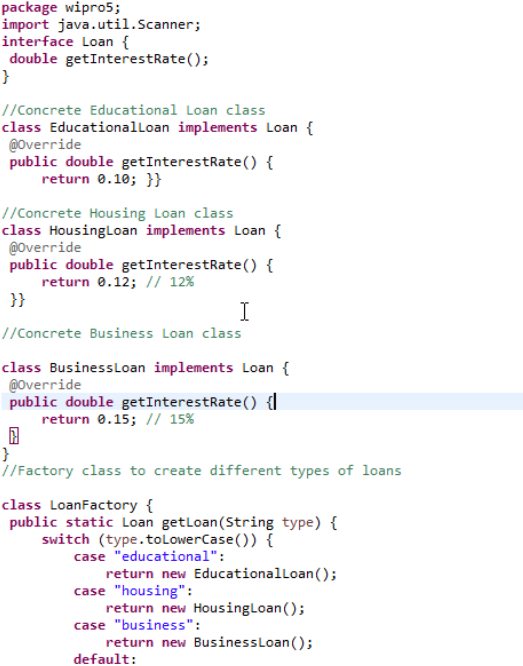 package wipro5;
import java.util.Scanner;
interface Loan {
 double getInterestRate();
}

//Concrete Educational Loan class
class EducationalLoan implements Loan {
 @Override
 public double getInterestRate() {
     return 0.10; }}

//Concrete Housing Loan class
class HousingLoan implements Loan {
 @Override
 public double getInterestRate() {
     return 0.12; // 12%
 }}

//Concrete Business Loan class

class BusinessLoan implements Loan {
 @Override
 public double getInterestRate() {
     return 0.15; // 15%
 }
}
//Factory class to create different types of loans

class LoanFactory {
 public static Loan getLoan(String type) {
     switch (type.toLowerCase()) {
         case "educational":
             return new EducationalLoan();
         case "housing":
             return new HousingLoan();
         case "business":
             return new BusinessLoan();
         default: